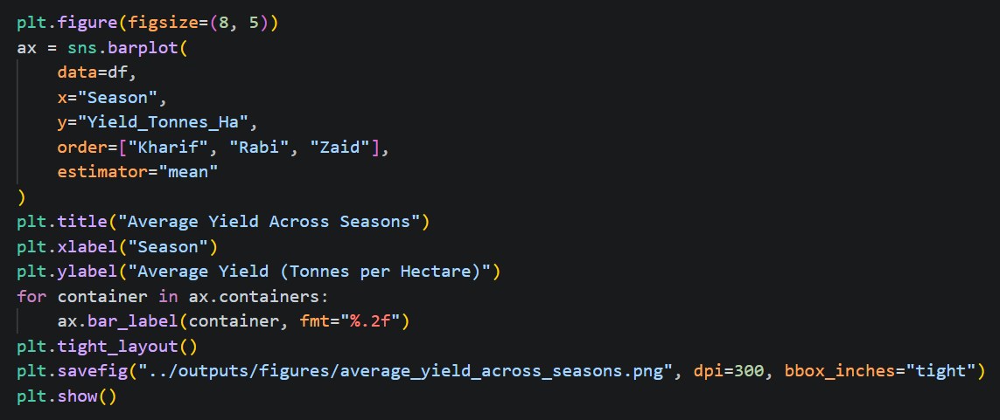 plt.figure(figsize=(8, 5))
ax = sns.barplot(
    data=df,
    x="Season",
    y="Yield_Tonnes_Ha",
    order=["Kharif", "Rabi", "Zaid"],
    estimator="mean"
)
plt.title("Average Yield Across Seasons")
plt.xlabel("Season")
plt.ylabel("Average Yield (Tonnes per Hectare)")
for container in ax.containers:
    ax.bar_label(container, fmt="%.2f")
plt.tight_layout()
plt.savefig("../outputs/figures/average_yield_across_seasons.png", dpi=300, bbox_inches="tight")
plt.show()